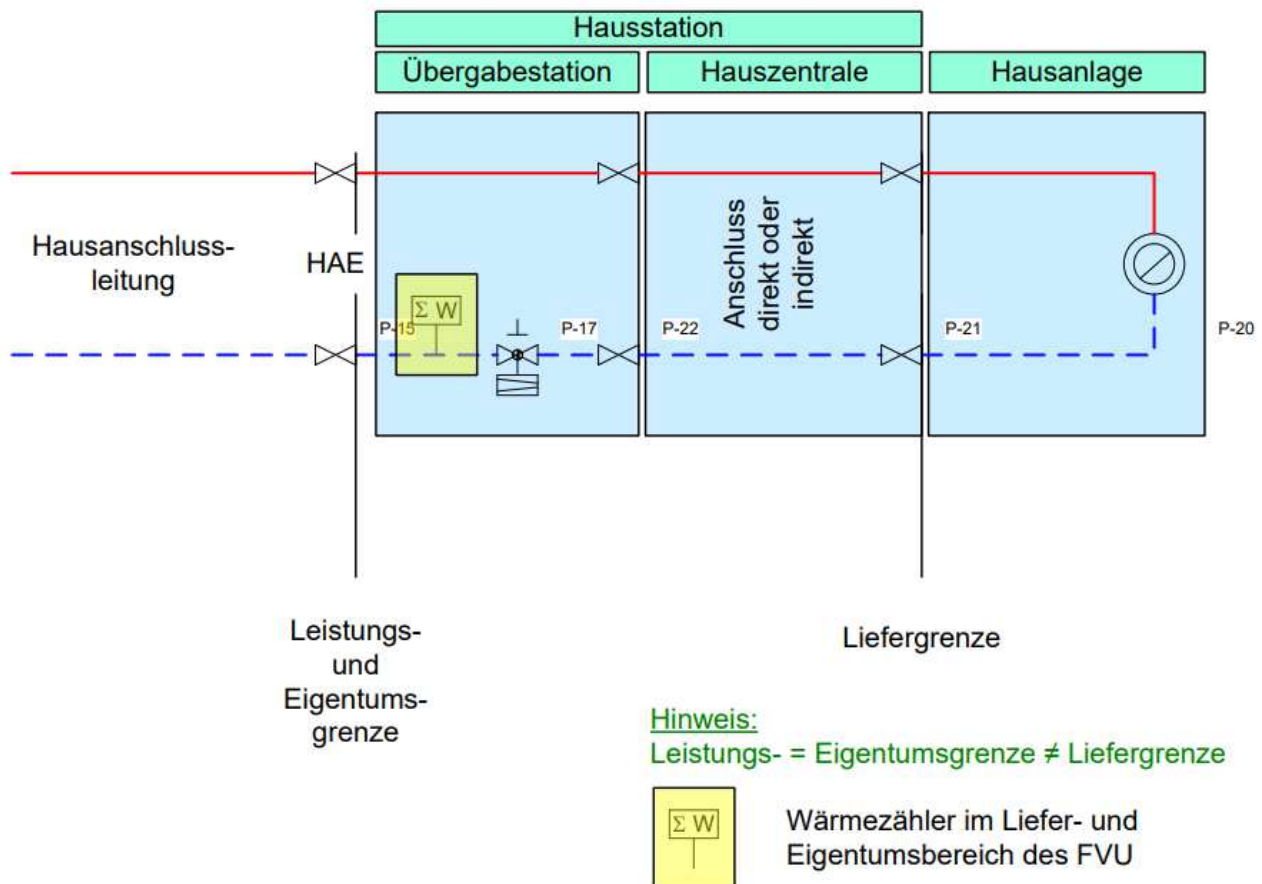 Hausstation
Übergabestation
Hauszentrale
Hausanlage
Hausanschluss-
leitung
HAE
Anschluss
direkt oder
indirekt
Σ W
P-15
P-17
P-22
P-21
P-20
Leistungs-
und
Eigentums-
grenze
Liefergrenze
Hinweis:
Leistungs- = Eigentumsgrenze ≠ Liefergrenze
Σ W
Wärmezähler im Liefer- und
Eigentumsbereich des FVU